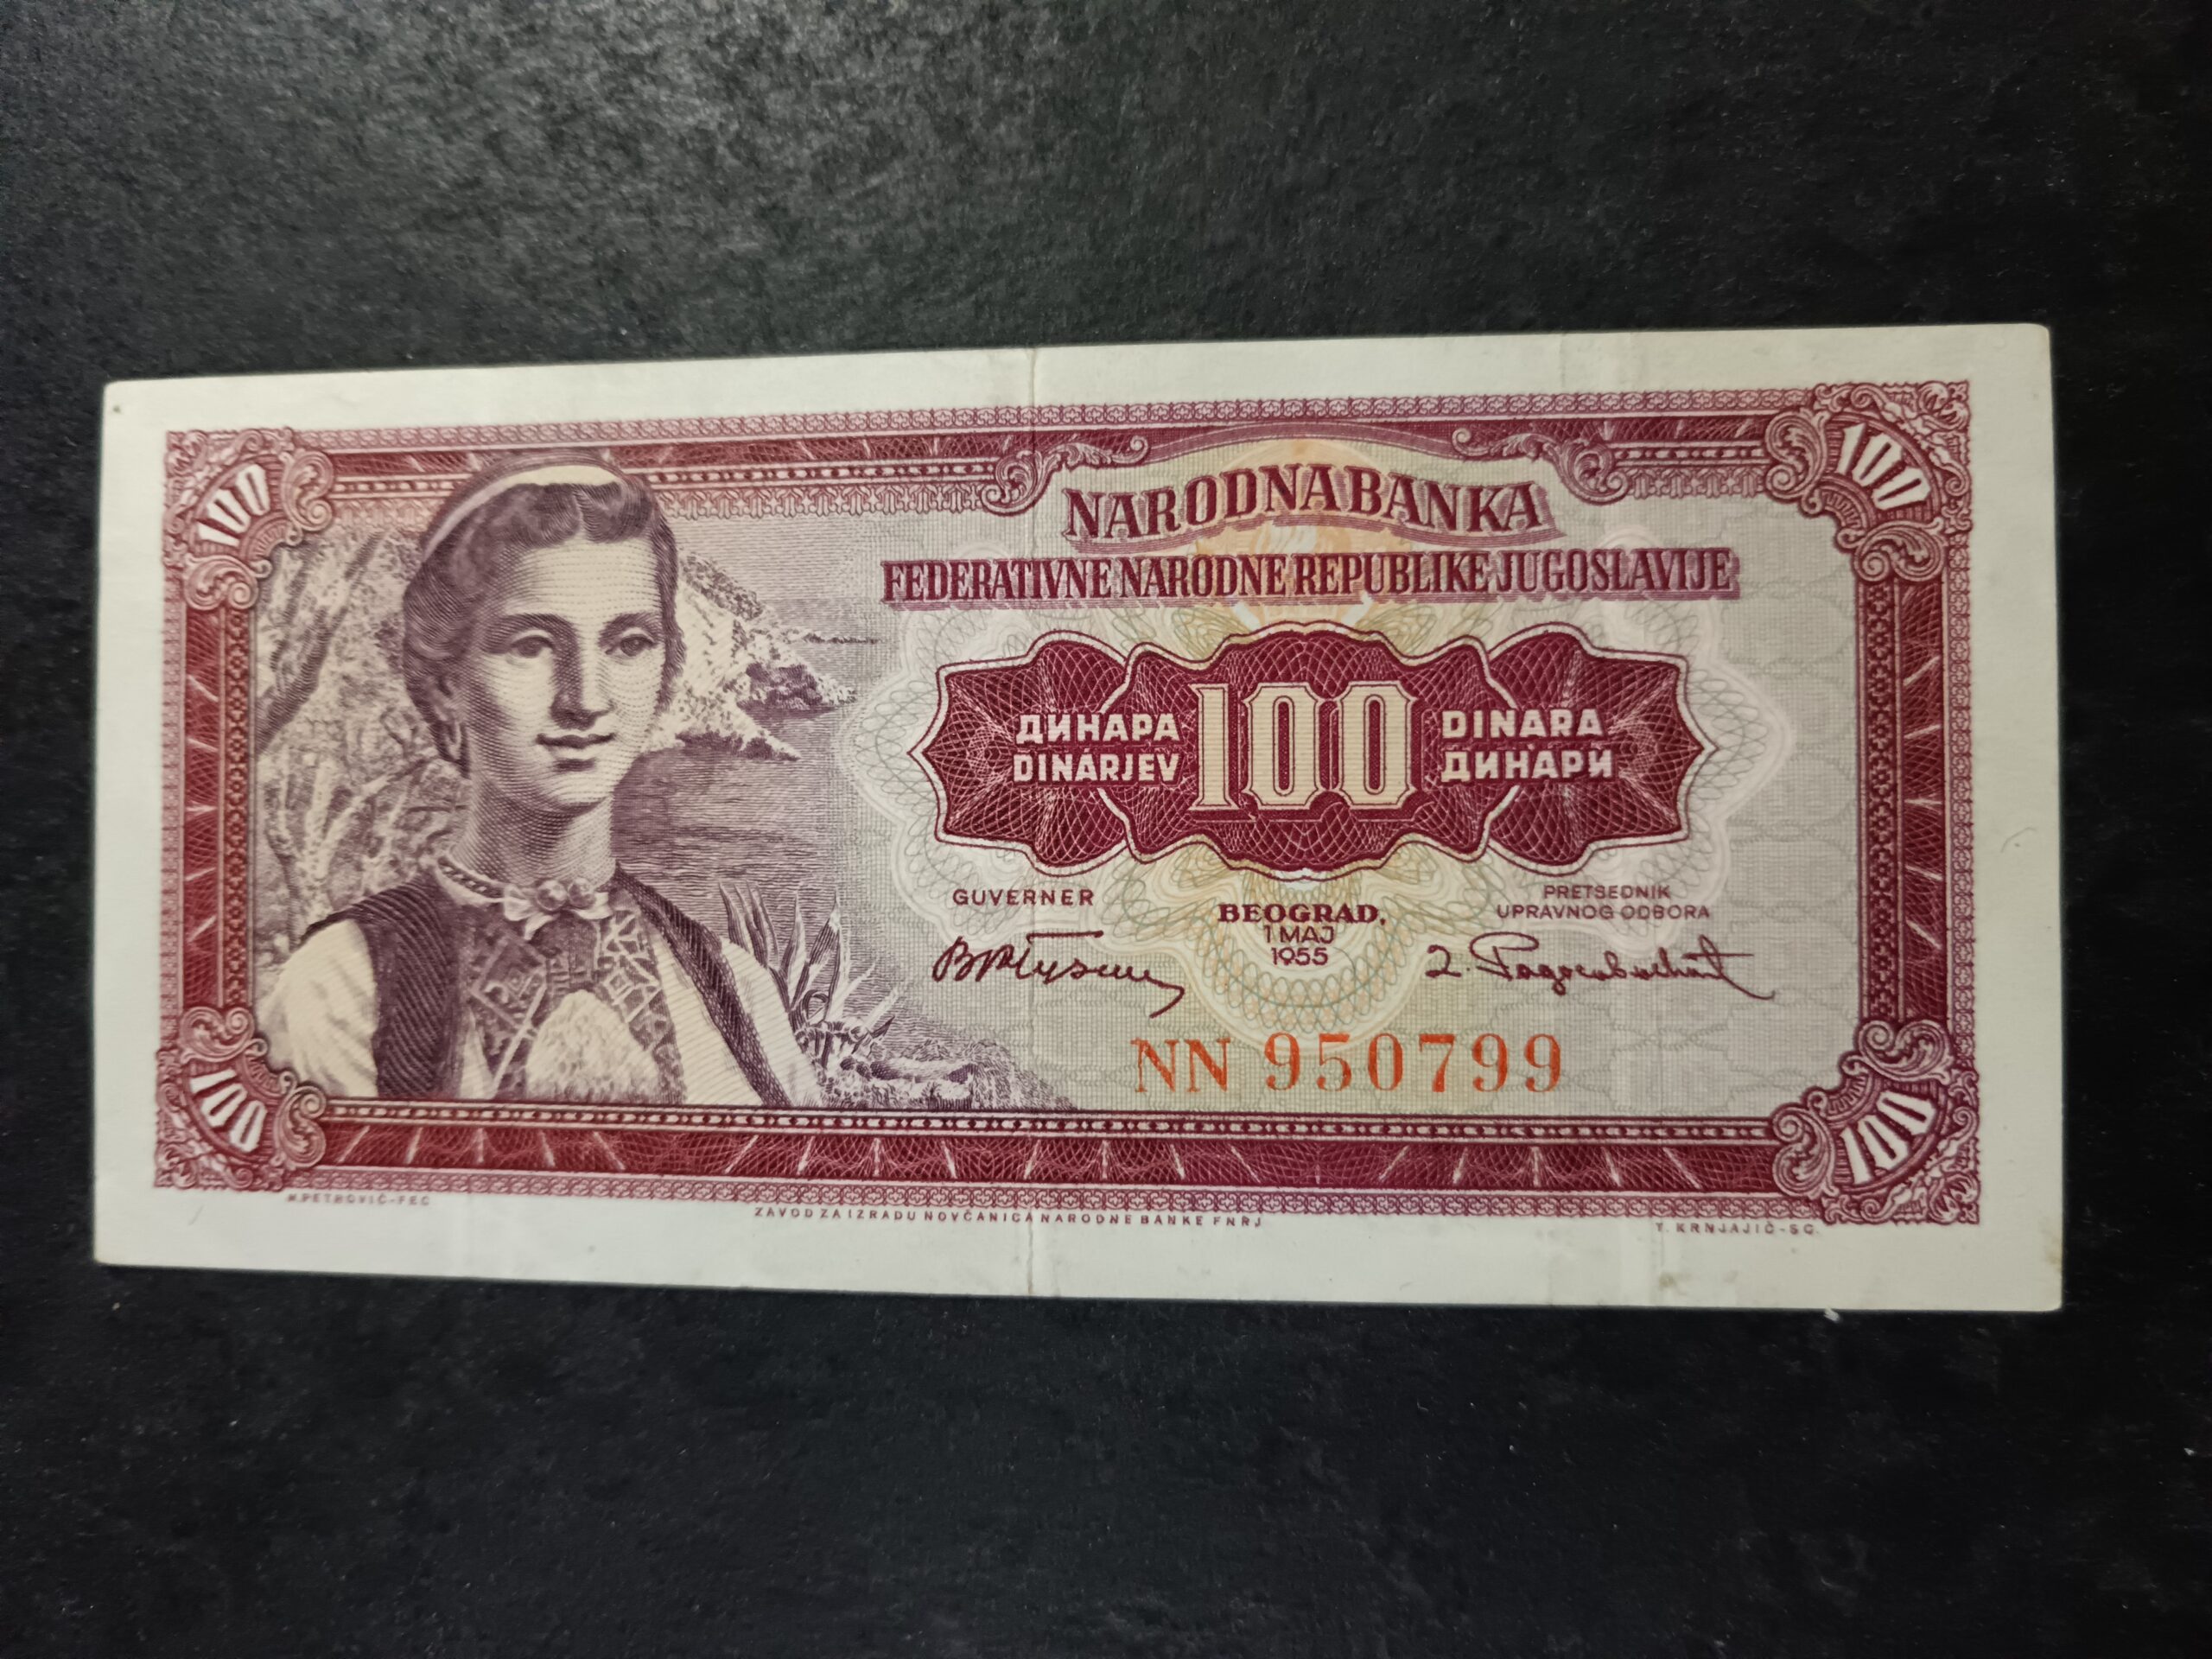 100
100
NARODNA BANKA
FEDERATIVNE NARODNE REPUBLIKE JUGOSLAVIJE
ДИНАРА
DINARJEV
100
DINARA
ДИНАРИ
GUVERNER
BEOGRAD,
1 MAJ
1955
PRETSEDNIK
UPRAVNOG ODBORA
NN 950799
100
100
M. PETROVIĆ-FEC
ZAVOD ZA IZRADU NOVČANICA NARODNE BANKE FNRJ
T. KRNJAJIĆ-SC.